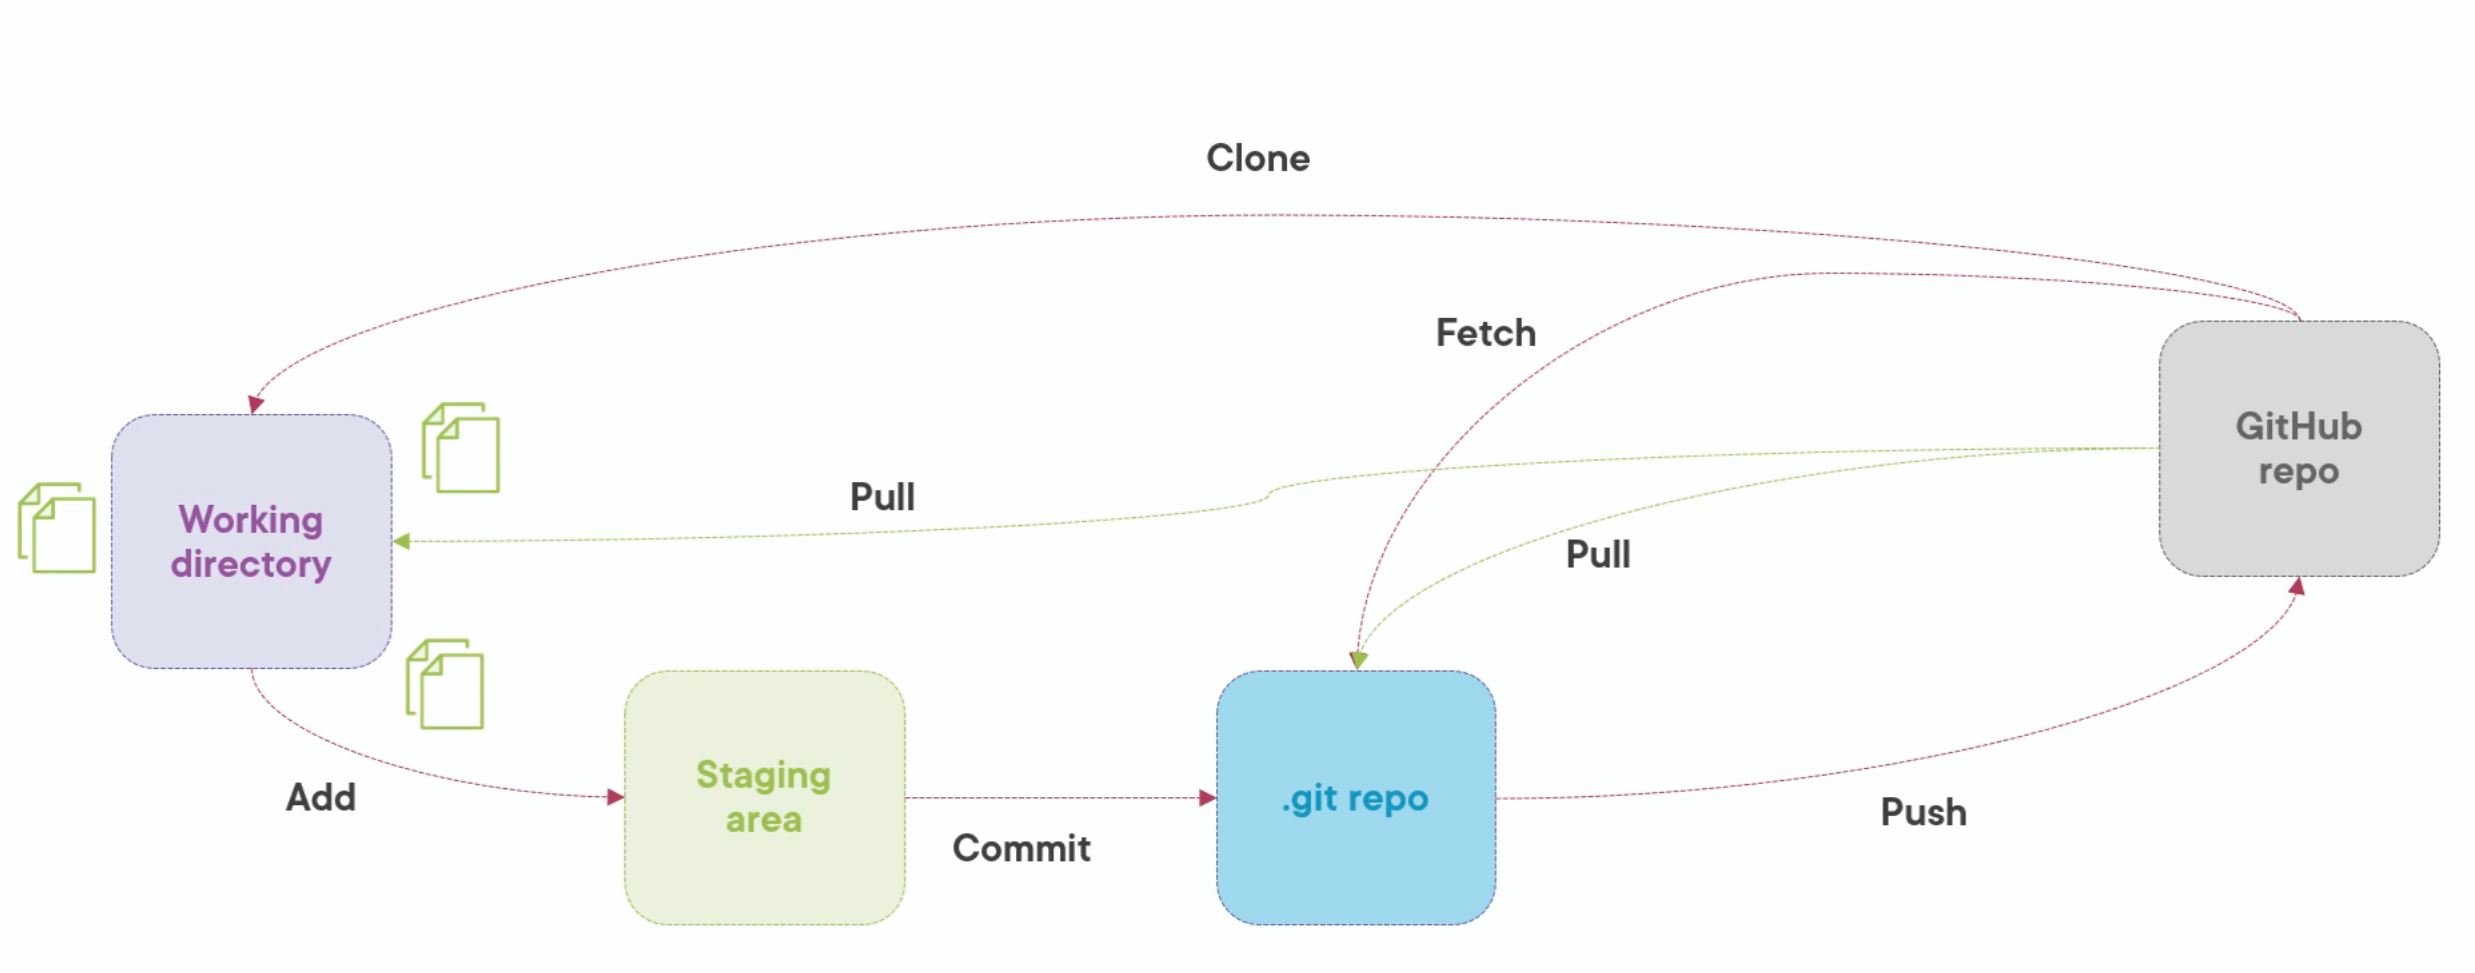 Clone
Fetch
GitHub
repo
Pull
Working
directory
Pull
Staging
area
.git repo
Add
Commit
Push